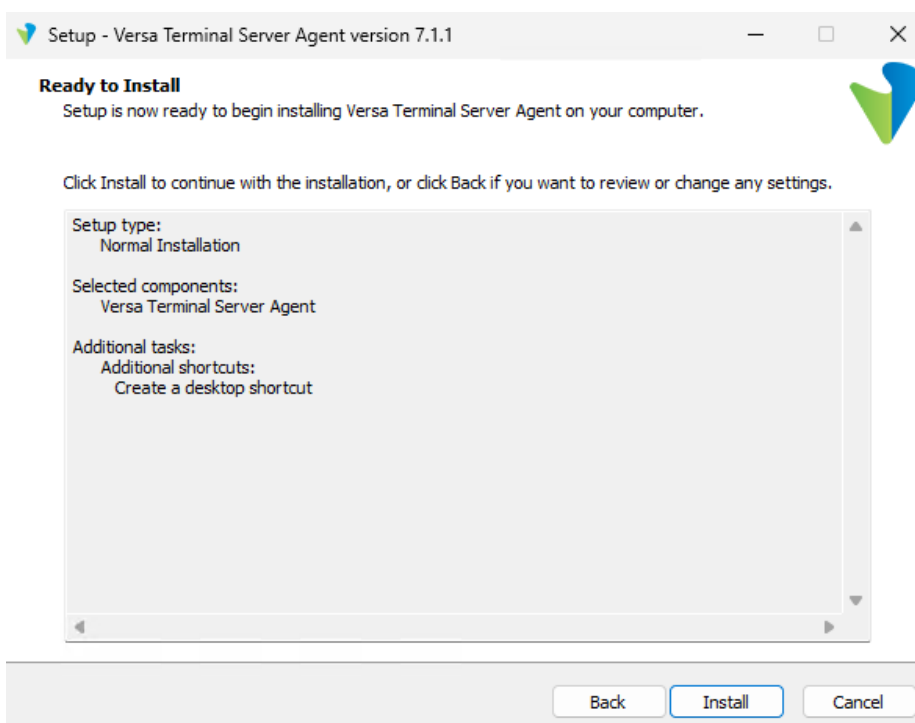 Setup - Versa Terminal Server Agent version 7.1.1
Ready to Install
Setup is now ready to begin installing Versa Terminal Server Agent on your computer.
Click Install to continue with the installation, or click Back if you want to review or change any settings.
Setup type:
Normal Installation
Selected components:
Versa Terminal Server Agent
Additional tasks:
Additional shortcuts:
Create a desktop shortcut
Back
Install
Cancel